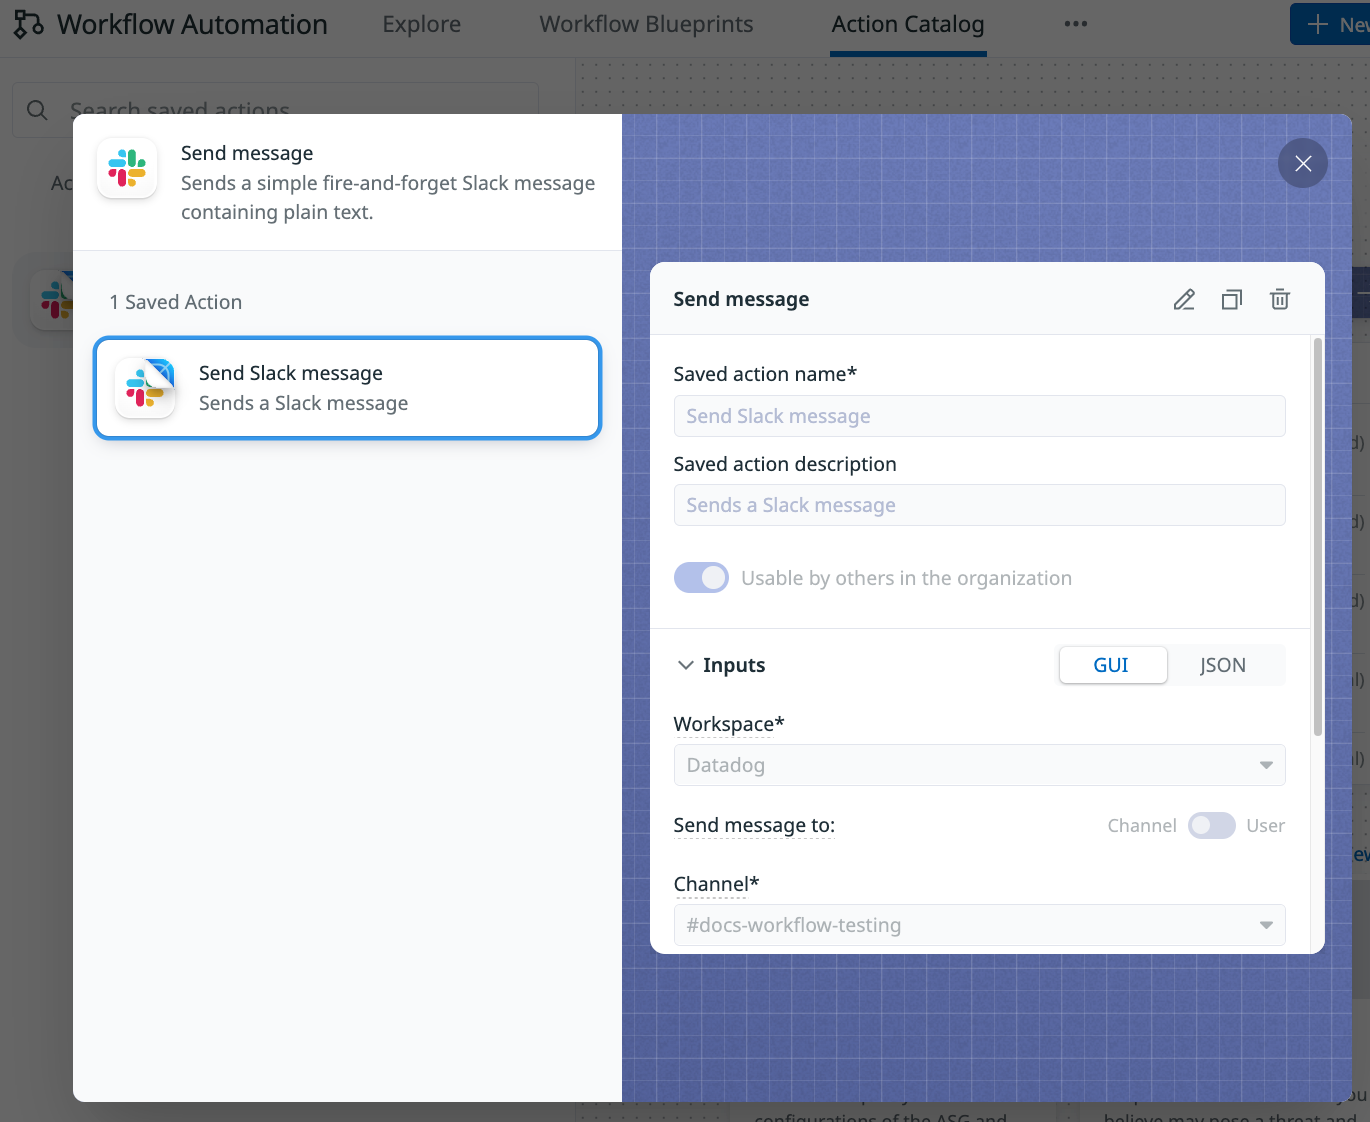 Workflow Automation
Explore
Workflow Blueprints
Action Catalog
Search saved actions
Send message
Sends a simple fire-and-forget Slack message
containing plain text.
1 Saved Action
Send Slack message
Sends a Slack message
Send message
Saved action name*
Send Slack message
Saved action description
Sends a Slack message
Usable by others in the organization
Inputs
GUI
JSON
Workspace*
Datadog
Send message to:
Channel
User
Channel*
#docs-workflow-testing
configurations of the ASG and
believe may pose a threat and